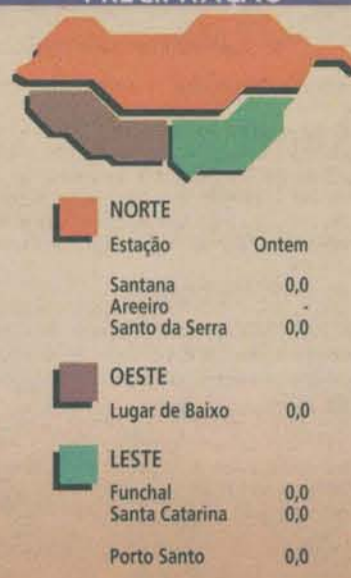 PRECIPITAÇÃO
NORTE
Estação Ontem
Santana 0,0
Areeiro -
Santo da Serra 0,0
OESTE
Lugar de Baixo 0,0
LESTE
Funchal 0,0
Santa Catarina 0,0
Porto Santo 0,0